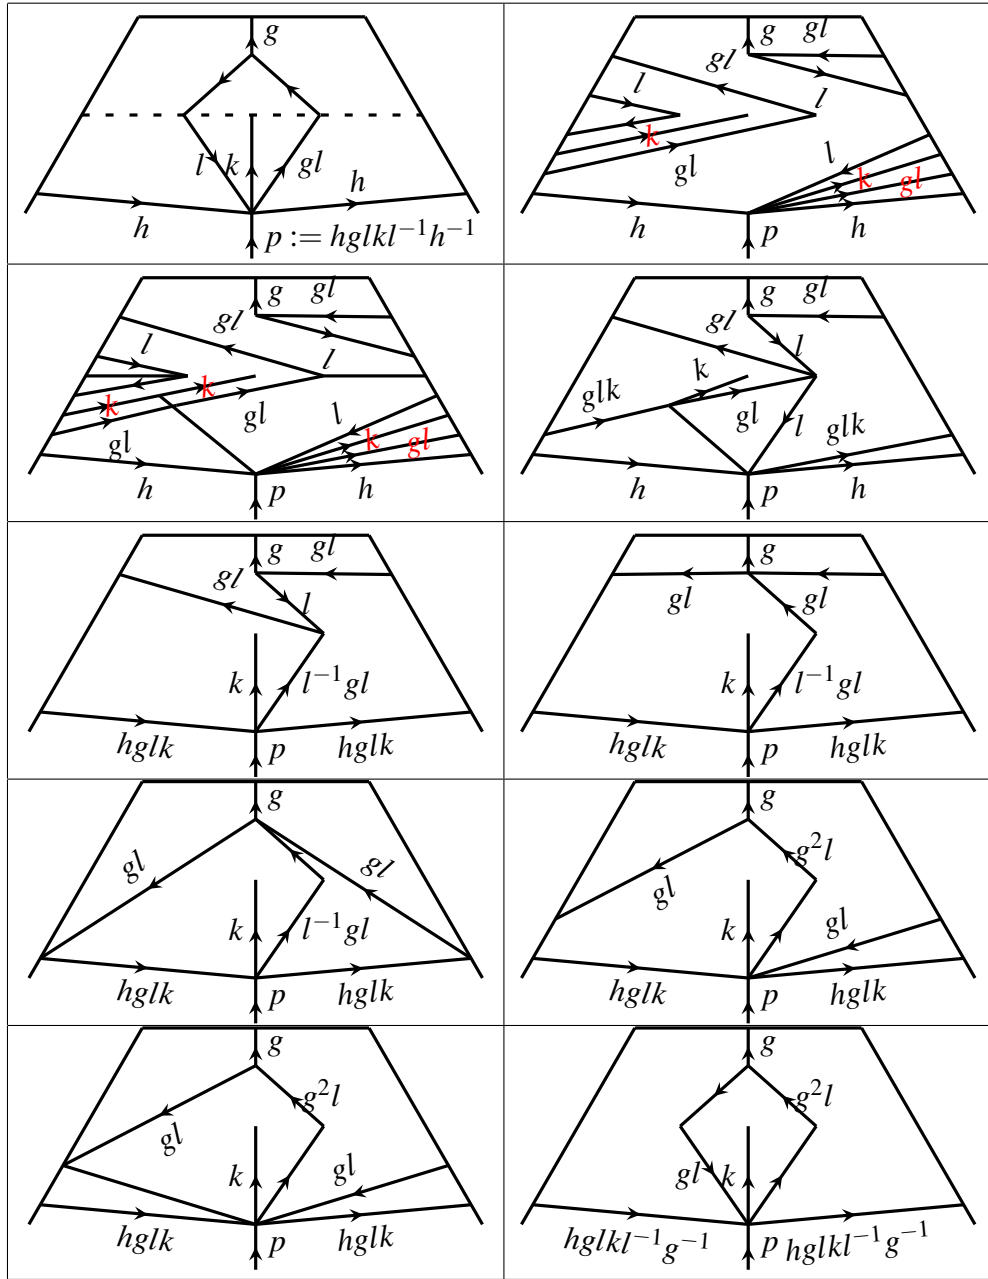 g
l k gl
h h
p := hglkl⁻¹h⁻¹
g gl
gl
l l
k
gl l
k gl
h h
p
g gl
gl
l l
k k
gl gl l
k gl
h h
p
g gl
gl
l
k
glk gl
l glk
h h
p
g gl
gl
l
k l⁻¹gl
hglk hglk
p
g
gl gl
k l⁻¹gl
hglk hglk
p
g
gl gl
k l⁻¹gl
hglk p hglk
g
g²l
gl
k gl
hglk p hglk
g
g²l
gl
k gl
hglk p hglk
g
g²l
gl k
hglkl⁻¹g⁻¹ p hglkl⁻¹g⁻¹